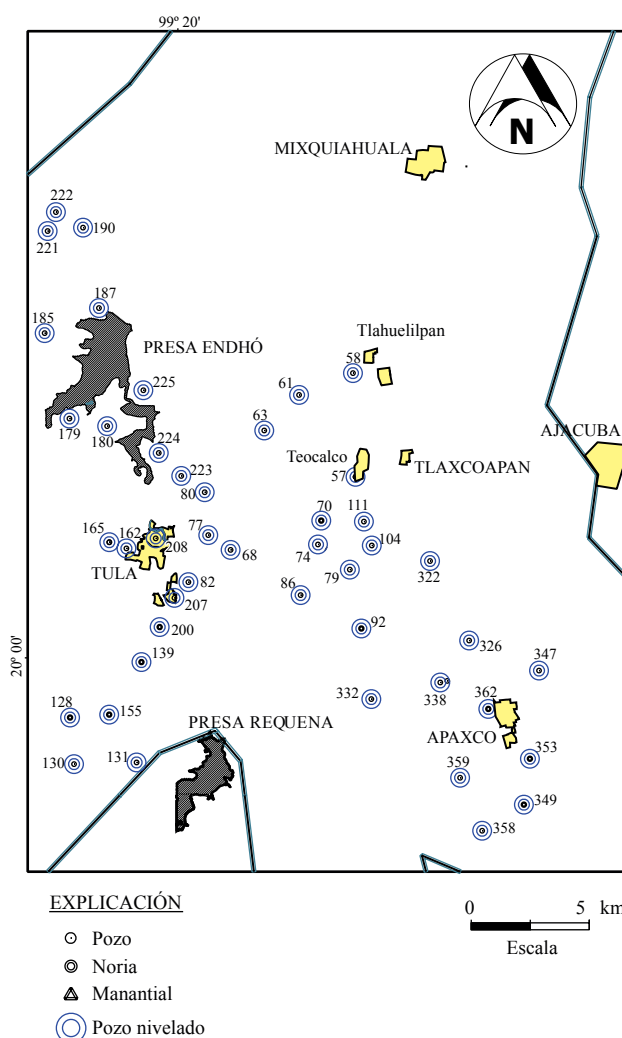 99° 20'
N
MIXQUIAHUALA
222
190
221
187
185
PRESA ENDHÓ
Tlahuelilpan
58
225
61
179
180
63
AJACUBA
224
Teocalco
TLAXCOAPAN
223
57
80
70
111
77
165
162
208
74
104
68
TULA
79
322
82
86
207
200
92
326
20° 00'
139
347
338
362
332
128
155
PRESA REQUENA
APAXCO
130
131
353
359
349
358
EXPLICACIÓN
Pozo
Noria
Manantial
Pozo nivelado
0 5 km
Escala